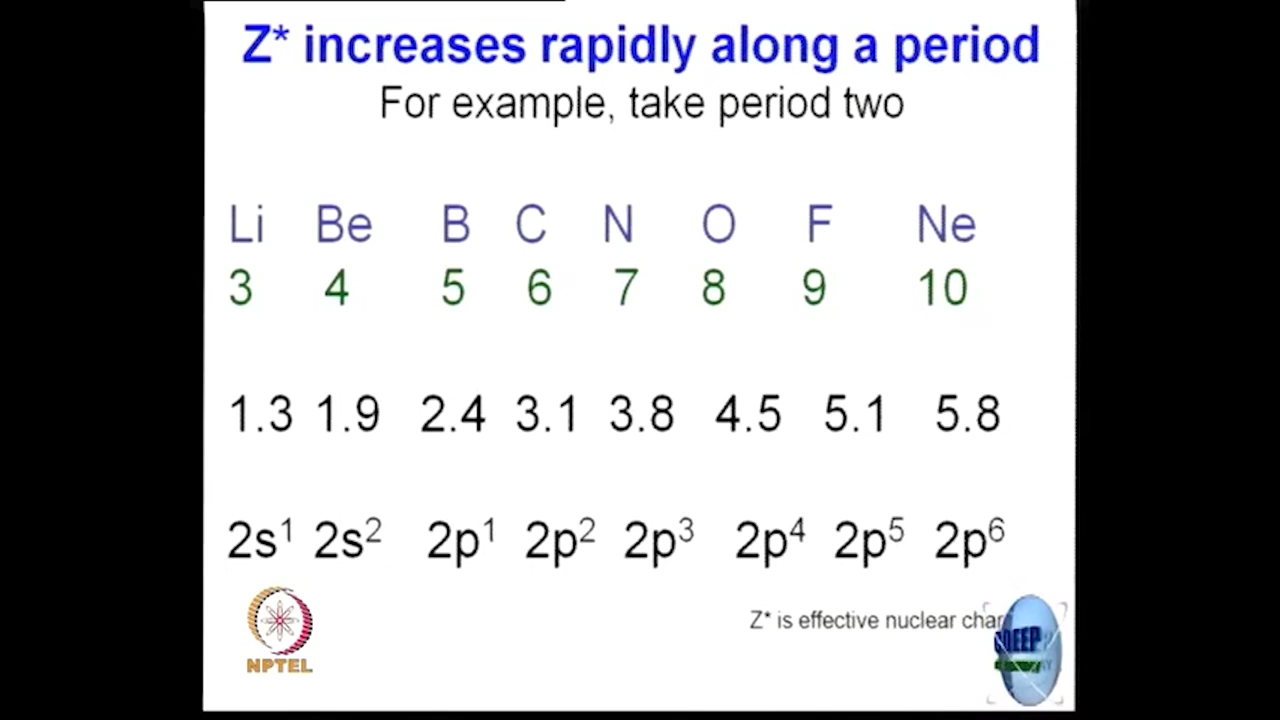 Z* increases rapidly along a period
For example, take period two
Li Be B C N O F Ne
3 4 5 6 7 8 9 10
1.3 1.9 2.4 3.1 3.8 4.5 5.1 5.8
2s¹ 2s² 2p¹ 2p² 2p³ 2p⁴ 2p⁵ 2p⁶
Z* is effective nuclear char
NPTEL